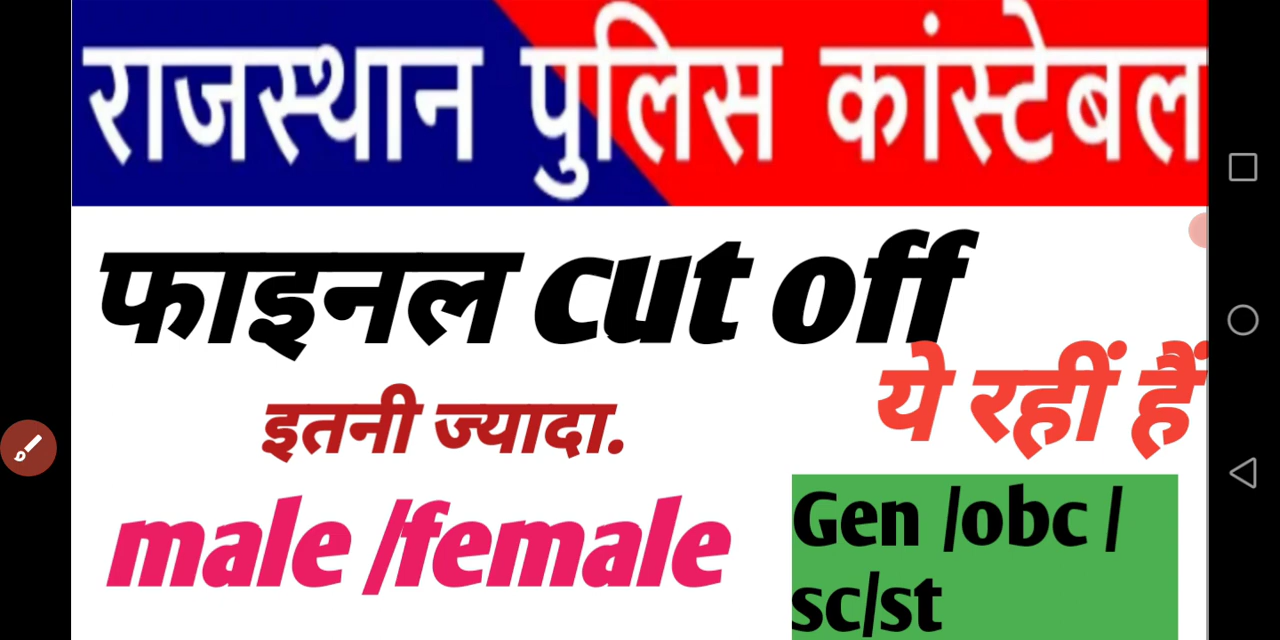 राजस्थान पुलिस कांस्टेबल
फाइनल cut off
ये रहीं हैं
इतनी ज्यादा.
male /female
Gen /obc /
sc/st